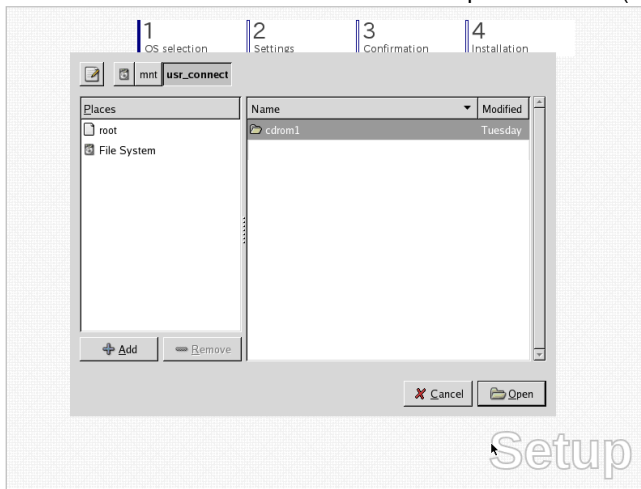 1 2 3 4
OS selection Settings Confirmation Installation
mnt usr_connect
Places Name Modified
root cdrom1 Tuesday
File System
Add Remove
Cancel Open
Setup